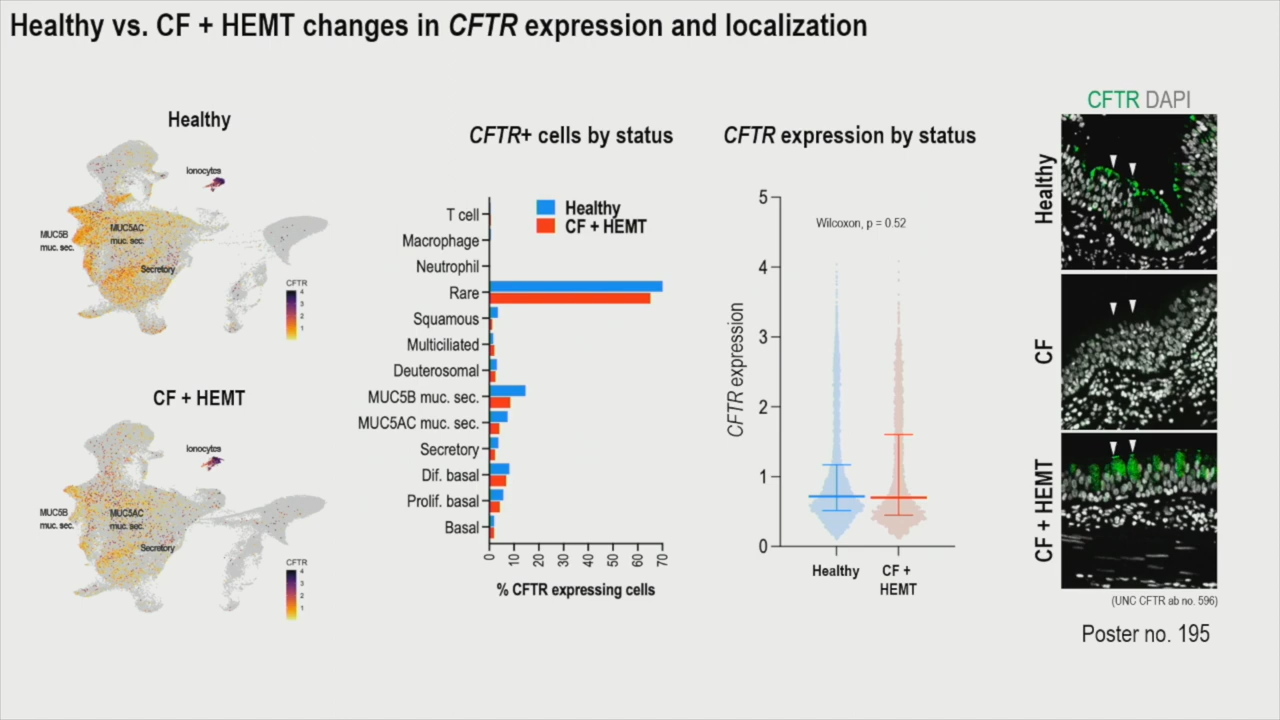 Healthy vs. CF + HEMT changes in CFTR expression and localization
Healthy
Ionocytes
MUC5B
muc. sec.
MUC5AC
muc. sec.
Secretory
CFTR
4
3
2
1
CF + HEMT
Ionocytes
MUC5B
muc. sec.
MUC5AC
muc. sec.
Secretory
CFTR
4
3
2
1
CFTR+ cells by status
Healthy
CF + HEMT
T cell
Macrophage
Neutrophil
Rare
Squamous
Multiciliated
Deuterosomal
MUC5B muc. sec.
MUC5AC muc. sec.
Secretory
Dif. basal
Prolif. basal
Basal
0 10 20 30 40 50 60 70
% CFTR expressing cells
CFTR expression by status
Wilcoxon, p = 0.52
CFTR expression
5
4
3
2
1
0
Healthy
CF +
HEMT
CFTR DAPI
Healthy
CF
CF + HEMT
(UNC CFTR ab no. 596)
Poster no. 195